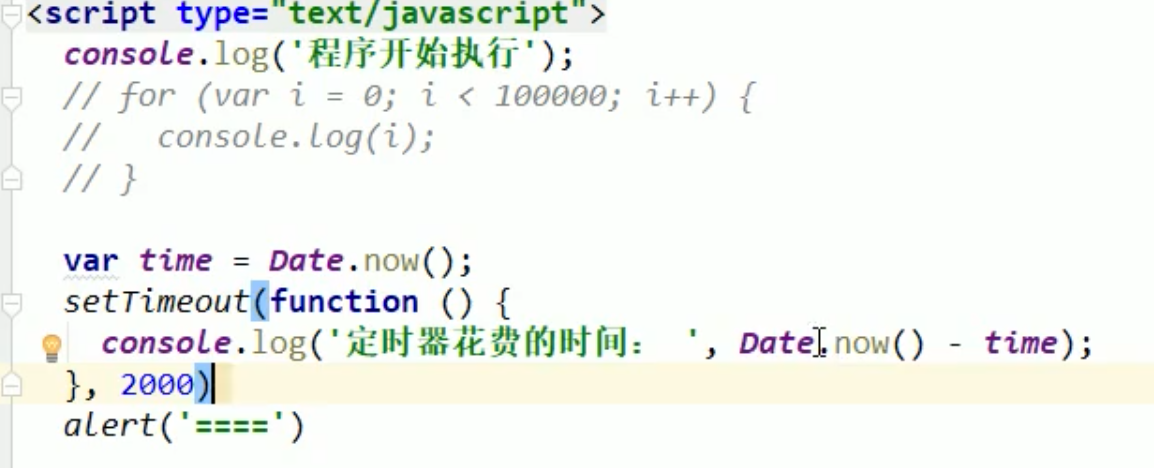 <script type="text/javascript">
console.log('程序开始执行');
// for (var i = 0; i < 100000; i++) {
//   console.log(i);
// }
var time = Date.now();
setTimeout(function () {
console.log('定时器花费的时间： ', Date.now() - time);
}, 2000)
alert('====')